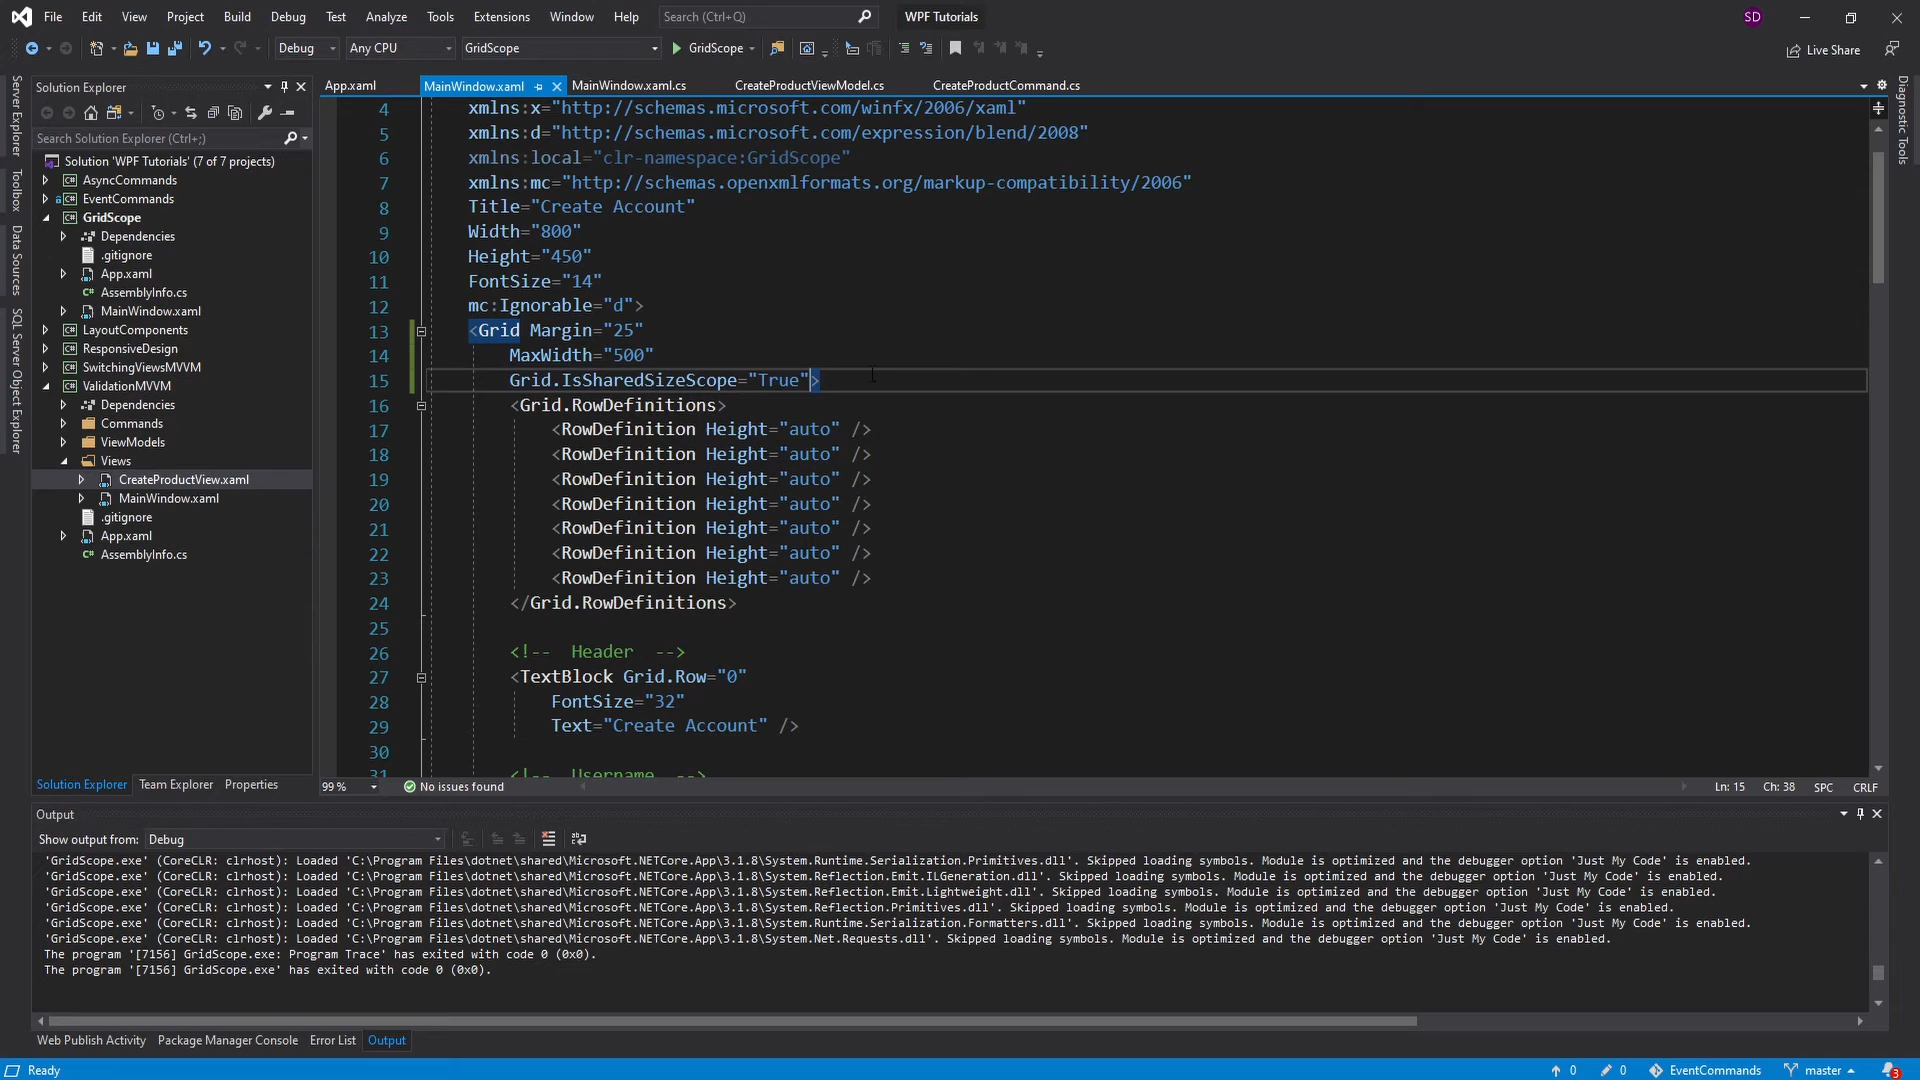 File Edit View Project Build Debug Test Analyze Tools Extensions Window Help Search (Ctrl+Q) WPF Tutorials SD
Debug Any CPU GridScope GridScope Live Share
Server Explorer
Toolbox
Data Sources
SQL Server Object Explorer
Solution Explorer
Search Solution Explorer (Ctrl+;)
Solution 'WPF Tutorials' (7 of 7 projects)
AsyncCommands
EventCommands
GridScope
Dependencies
.gitignore
App.xaml
AssemblyInfo.cs
MainWindow.xaml
LayoutComponents
ResponsiveDesign
SwitchingViewsMVVM
ValidationMVVM
Dependencies
Commands
ViewModels
Views
CreateProductView.xaml
MainWindow.xaml
.gitignore
App.xaml
AssemblyInfo.cs
Solution Explorer Team Explorer Properties
App.xaml MainWindow.xaml MainWindow.xaml.cs CreateProductViewModel.cs CreateProductCommand.cs
4 xmlns:x="http://schemas.microsoft.com/winfx/2006/xaml"
5 xmlns:d="http://schemas.microsoft.com/expression/blend/2008"
6 xmlns:local="clr-namespace:GridScope"
7 xmlns:mc="http://schemas.openxmlformats.org/markup-compatibility/2006"
8 Title="Create Account"
9 Width="800"
10 Height="450"
11 FontSize="14"
12 mc:Ignorable="d">
13 <Grid Margin="25"
14 MaxWidth="500"
15 Grid.IsSharedSizeScope="True">
16 <Grid.RowDefinitions>
17 <RowDefinition Height="auto" />
18 <RowDefinition Height="auto" />
19 <RowDefinition Height="auto" />
20 <RowDefinition Height="auto" />
21 <RowDefinition Height="auto" />
22 <RowDefinition Height="auto" />
23 <RowDefinition Height="auto" />
24 </Grid.RowDefinitions>
25
26 <!-- Header -->
27 <TextBlock Grid.Row="0"
28 FontSize="32"
29 Text="Create Account" />
30
31 <!-- Username -->
99 % No issues found Ln: 15 Ch: 38 SPC CRLF
Diagnostic Tools
Output
Show output from: Debug
'GridScope.exe' (CoreCLR: clrhost): Loaded 'C:\Program Files\dotnet\shared\Microsoft.NETCore.App\3.1.8\System.Runtime.Serialization.Primitives.dll'. Skipped loading symbols. Module is optimized and the debugger option 'Just My Code' is enabled.
'GridScope.exe' (CoreCLR: clrhost): Loaded 'C:\Program Files\dotnet\shared\Microsoft.NETCore.App\3.1.8\System.Reflection.Emit.ILGeneration.dll'. Skipped loading symbols. Module is optimized and the debugger option 'Just My Code' is enabled.
'GridScope.exe' (CoreCLR: clrhost): Loaded 'C:\Program Files\dotnet\shared\Microsoft.NETCore.App\3.1.8\System.Reflection.Emit.Lightweight.dll'. Skipped loading symbols. Module is optimized and the debugger option 'Just My Code' is enabled.
'GridScope.exe' (CoreCLR: clrhost): Loaded 'C:\Program Files\dotnet\shared\Microsoft.NETCore.App\3.1.8\System.Reflection.Primitives.dll'. Skipped loading symbols. Module is optimized and the debugger option 'Just My Code' is enabled.
'GridScope.exe' (CoreCLR: clrhost): Loaded 'C:\Program Files\dotnet\shared\Microsoft.NETCore.App\3.1.8\System.Runtime.Serialization.Formatters.dll'. Skipped loading symbols. Module is optimized and the debugger option 'Just My Code' is enabled.
'GridScope.exe' (CoreCLR: clrhost): Loaded 'C:\Program Files\dotnet\shared\Microsoft.NETCore.App\3.1.8\System.Net.Requests.dll'. Skipped loading symbols. Module is optimized and the debugger option 'Just My Code' is enabled.
The program '[7156] GridScope.exe: Program Trace' has exited with code 0 (0x0).
The program '[7156] GridScope.exe' has exited with code 0 (0x0).
Web Publish Activity Package Manager Console Error List Output
Ready 0 0 EventCommands master 3